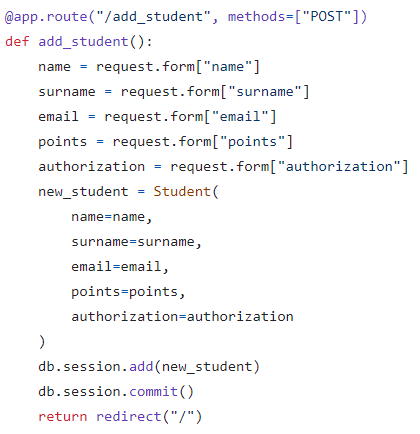 @app.route("/add_student", methods=["POST"])
def add_student():
    name = request.form["name"]
    surname = request.form["surname"]
    email = request.form["email"]
    points = request.form["points"]
    authorization = request.form["authorization"]
    new_student = Student(
        name=name,
        surname=surname,
        email=email,
        points=points,
        authorization=authorization
    )
    db.session.add(new_student)
    db.session.commit()
    return redirect("/")